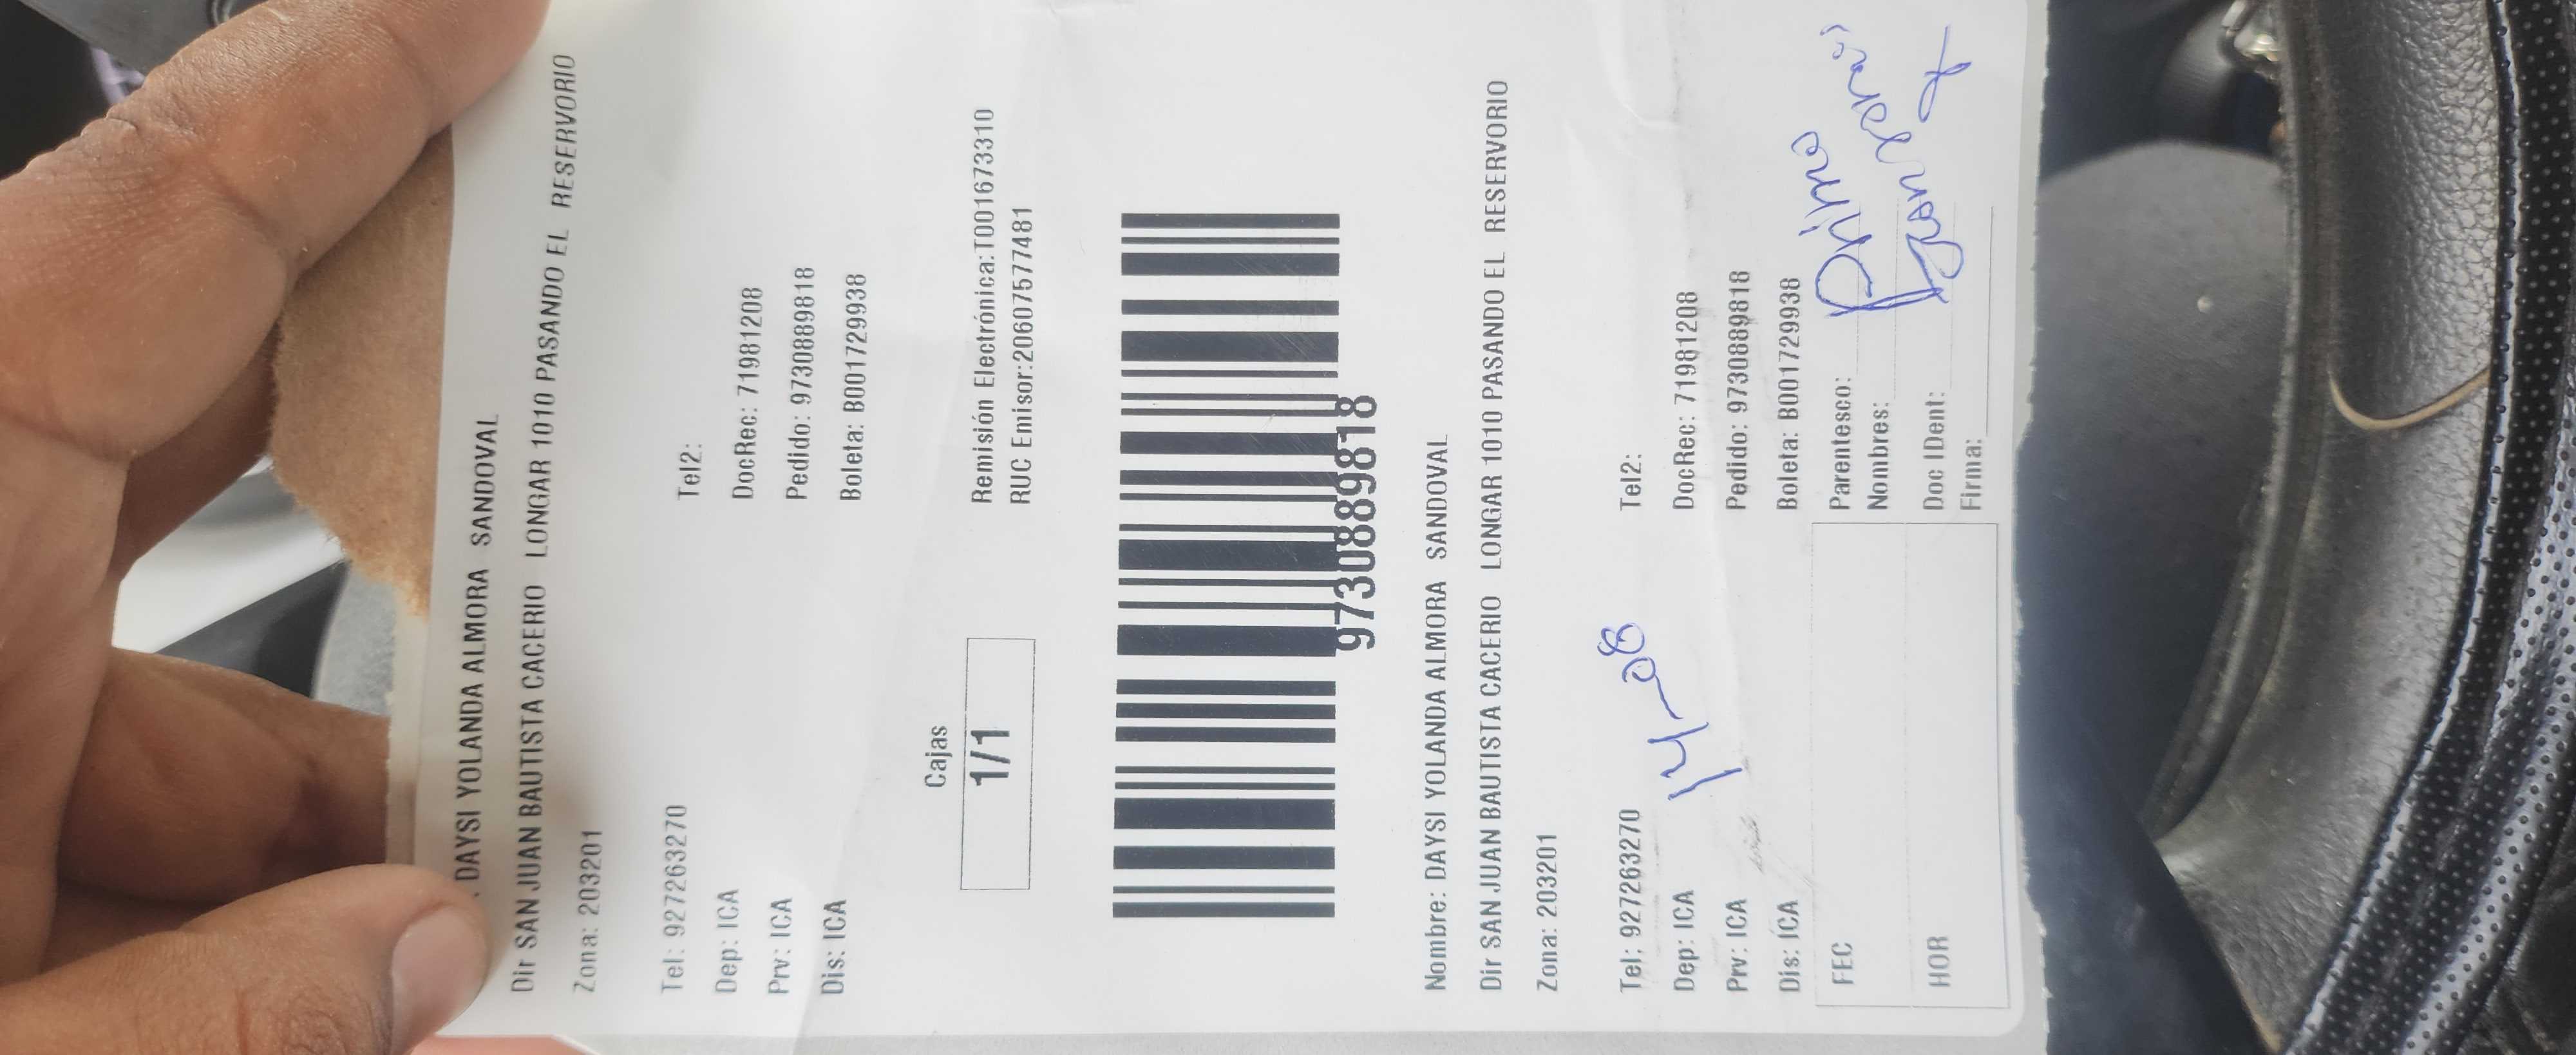 DAYSI YOLANDA ALMORA SANDOVAL
Dir SAN JUAN BAUTISTA CACERIO LONGAR 1010 PASANDO EL RESERVORIO
Zona: 203201
Tel: 927263270 Tel2:
Dep: ICA DocRec: 71981208
Prv: ICA Pedido: 97308889818
Dis: ICA Boleta: B001729938
Cajas
1/1
Remisión Electrónica:T001673310
RUC Emisor:20607577481
97308889818
Nombre: DAYSI YOLANDA ALMORA SANDOVAL
Dir SAN JUAN BAUTISTA CACERIO LONGAR 1010 PASANDO EL RESERVORIO
Zona: 203201
Tel: 927263270 Tel2:
14-08
Dep: ICA DocRec: 71981208
Prv: ICA Pedido: 97308889818
Dis: ICA Boleta: B001729938
FEC Parentesco: Primo
Nombres:
HOR Doc IDent:
Firma: